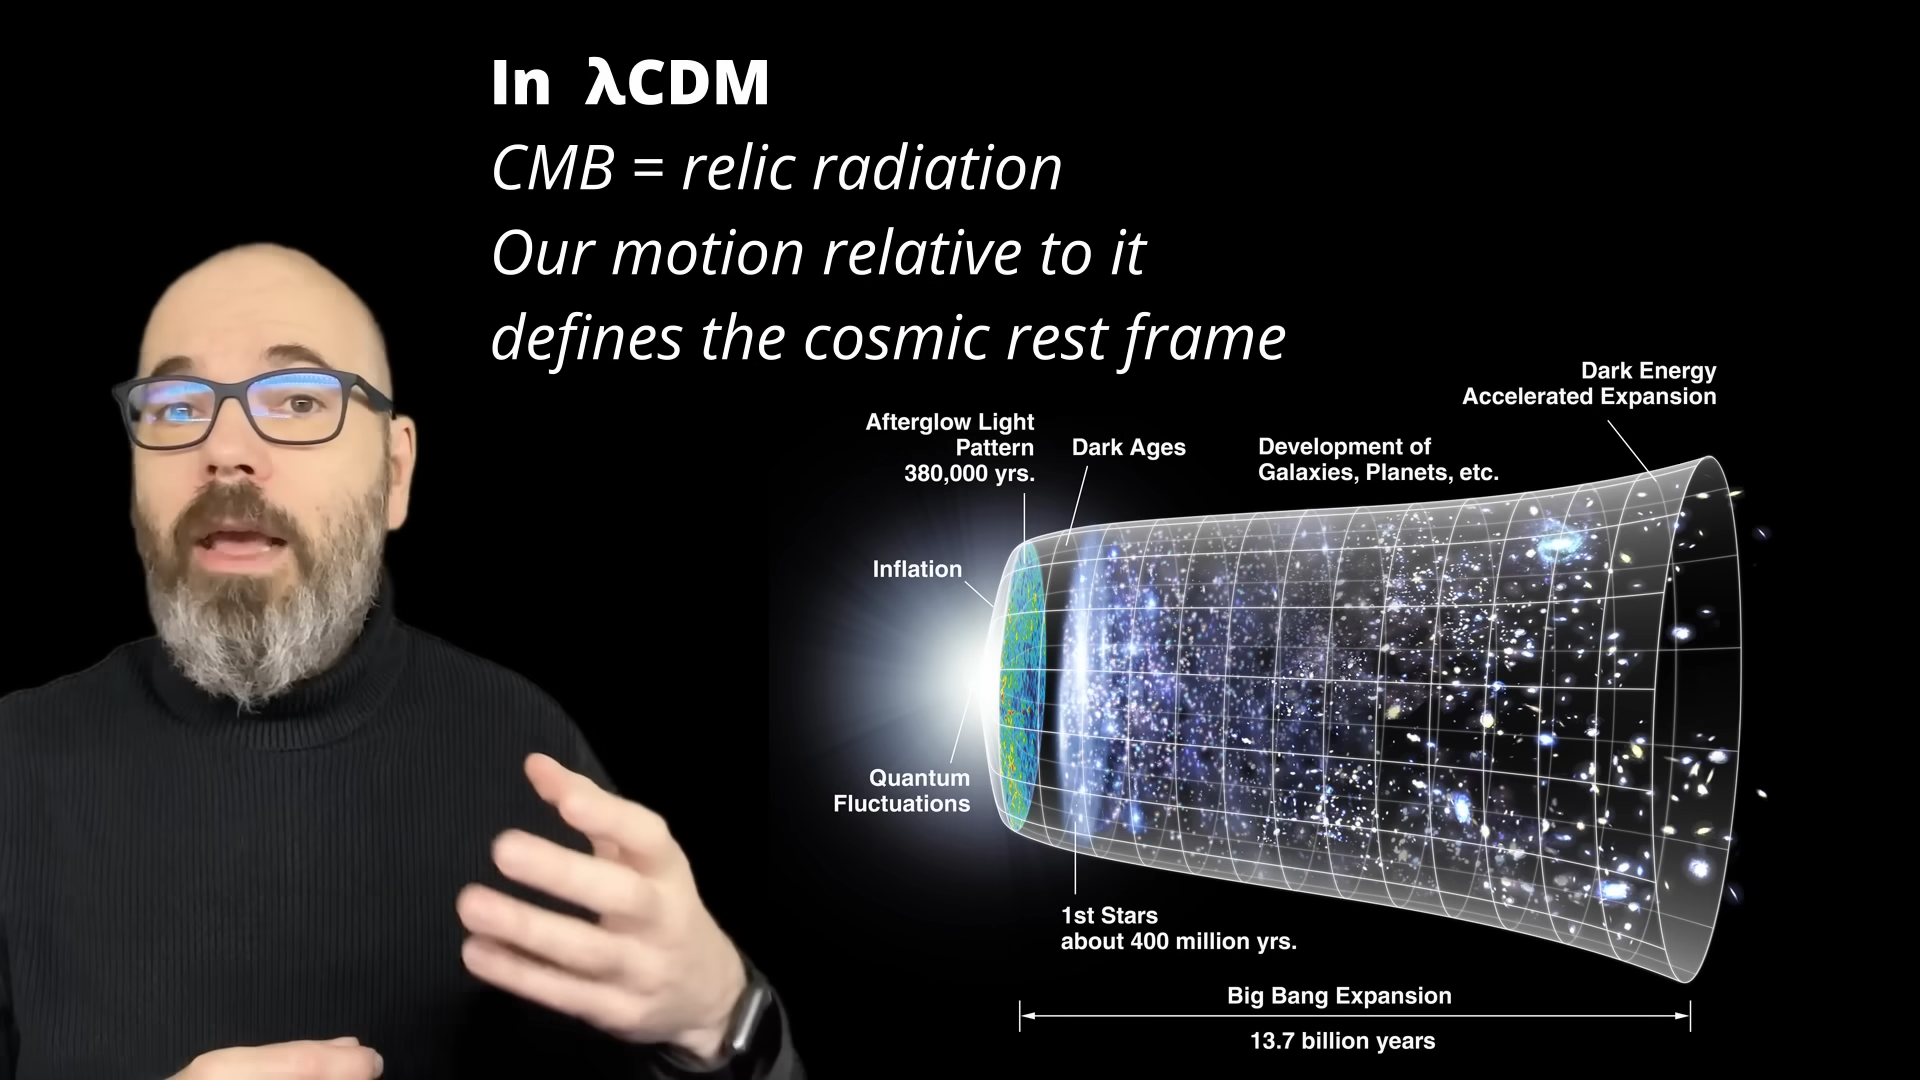 In λCDM
CMB = relic radiation
Our motion relative to it
defines the cosmic rest frame
Dark Energy
Accelerated Expansion
Afterglow Light
Pattern
380,000 yrs.
Dark Ages
Development of
Galaxies, Planets, etc.
Inflation
Quantum
Fluctuations
1st Stars
about 400 million yrs.
Big Bang Expansion
13.7 billion years